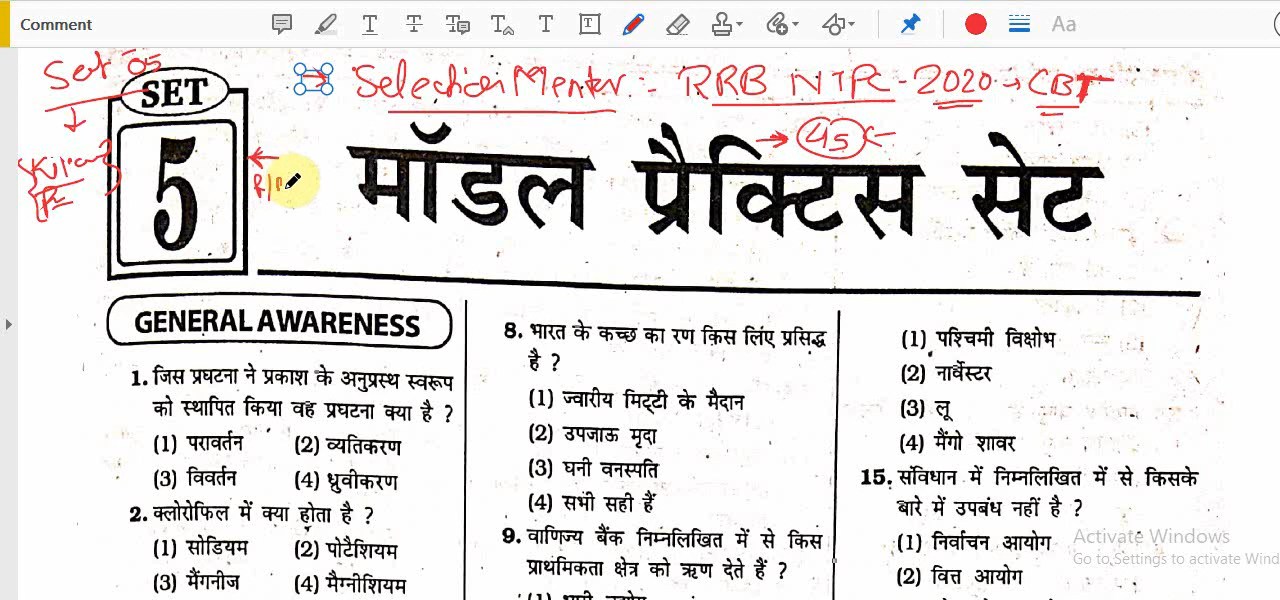 Comment
Aa
Set 05
→ Selection Mentor :- RRB NTPC - 2020 → CBT
SET
5
→ 45 ←
Kiran
मॉडल प्रैक्टिस सेट
GENERAL AWARENESS
1. जिस प्रघटना ने प्रकाश के अनुप्रस्थ स्वरूप
को स्थापित किया वह प्रघटना क्या है ?
(1) परावर्तन (2) व्यतिकरण
(3) विवर्तन (4) ध्रुवीकरण
2. क्लोरोफिल में क्या होता है ?
(1) सोडियम (2) पोटैशियम
(3) मैंगनीज (4) मैग्नीशियम
8. भारत के कच्छ का रण किस लिए प्रसिद्ध
है ?
(1) ज्वारीय मिट्टी के मैदान
(2) उपजाऊ मृदा
(3) घनी वनस्पति
(4) सभी सही हैं
9. वाणिज्य बैंक निम्नलिखित में से किस
प्राथमिकता क्षेत्र को ऋण देते हैं ?
(1) पश्चिमी विक्षोभ
(2) नार्वेस्टर
(3) लू
(4) मैंगो शावर
15. संविधान में निम्नलिखित में से किसके
बारे में उपबंध नहीं है ?
(1) निर्वाचन आयोग
(2) वित्त आयोग
Activate Windows
Go to Settings to activate Wind